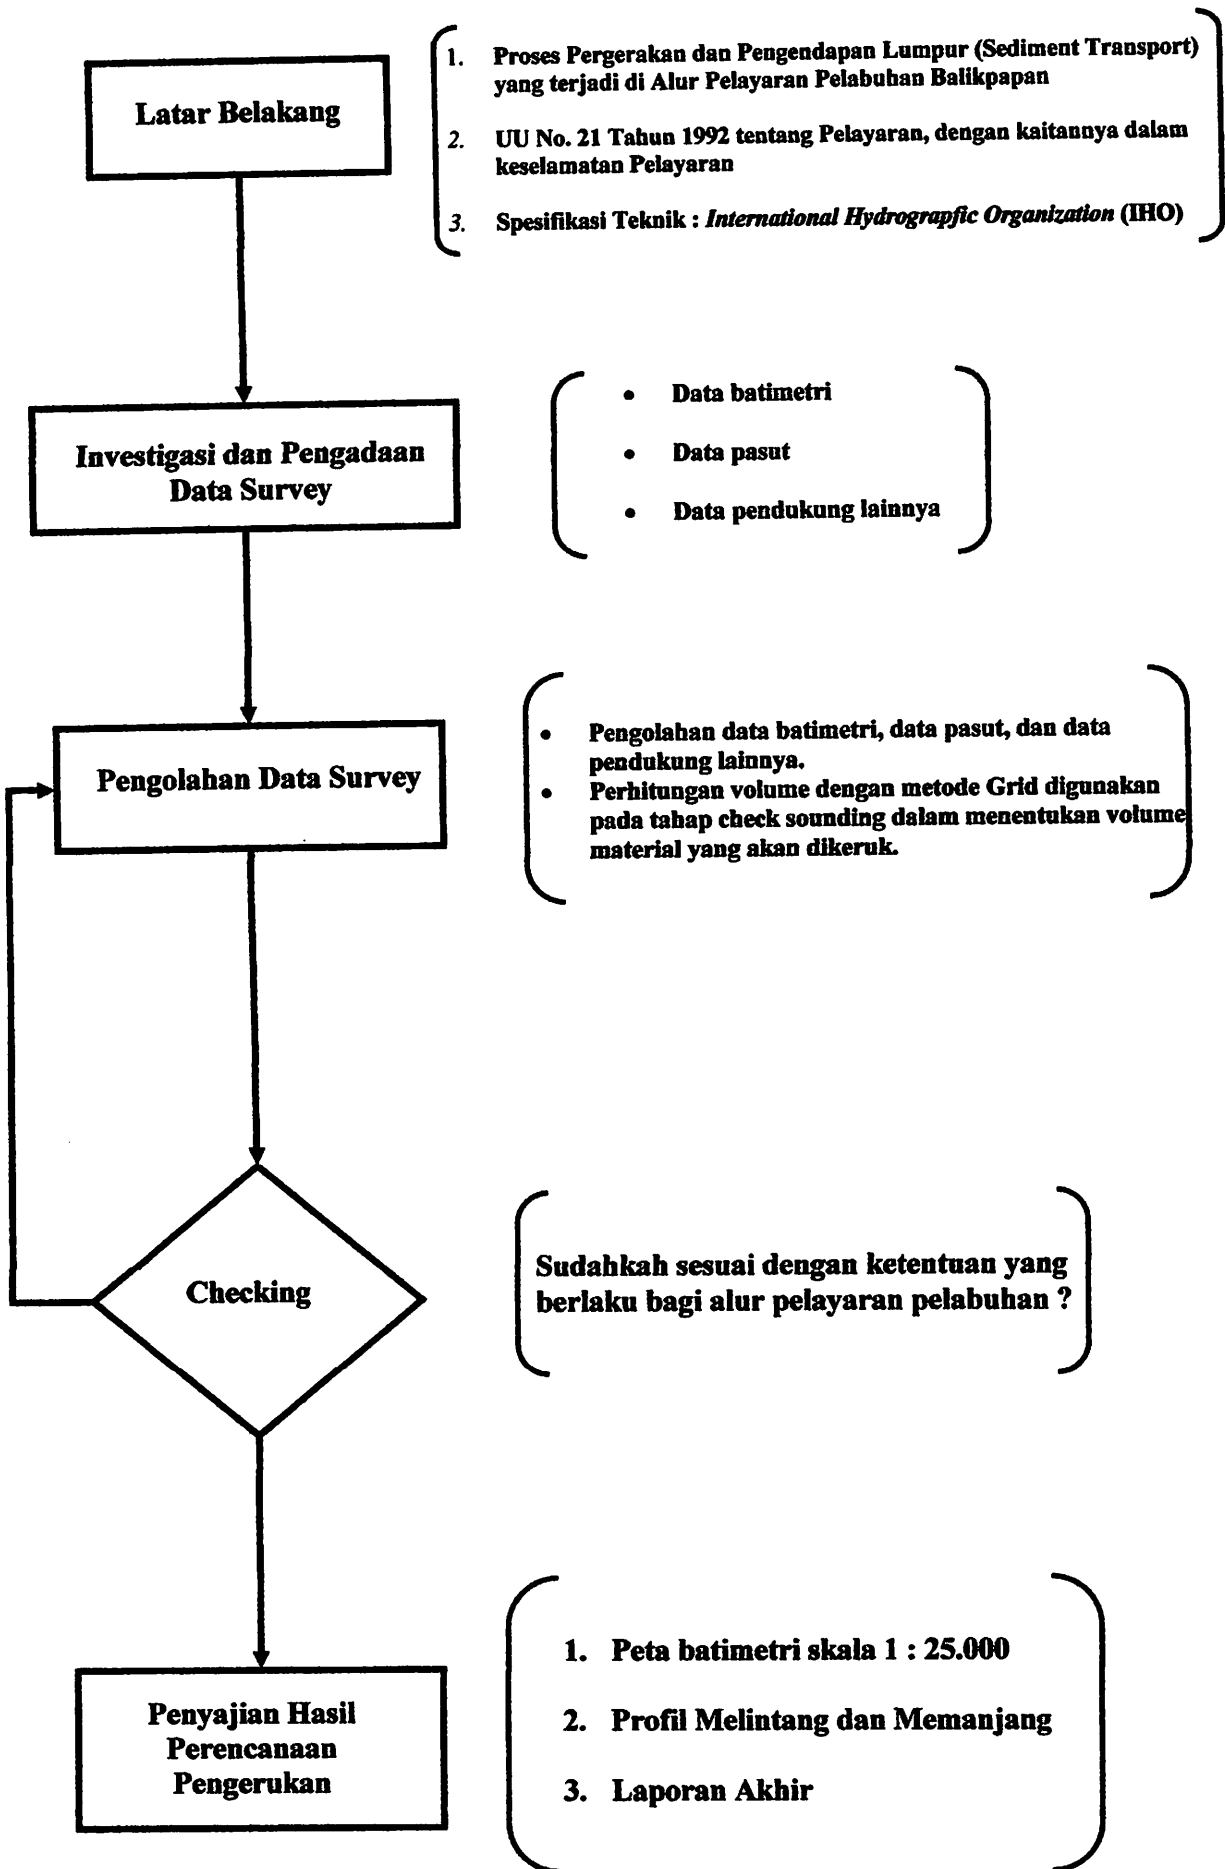 Latar Belakang
1. Proses Pergerakan dan Pengendapan Lumpur (Sediment Transport)
yang terjadi di Alur Pelayaran Pelabuhan Balikpapan
2. UU No. 21 Tahun 1992 tentang Pelayaran, dengan kaitannya dalam
keselamatan Pelayaran
3. Spesifikasi Teknik : International Hydrograpfic Organization (IHO)
Investigasi dan Pengadaan
Data Survey
• Data batimetri
• Data pasut
• Data pendukung lainnya
Pengolahan Data Survey
• Pengolahan data batimetri, data pasut, dan data
pendukung lainnya.
• Perhitungan volume dengan metode Grid digunakan
pada tahap check sounding dalam menentukan volume
material yang akan dikeruk.
Checking
Sudahkah sesuai dengan ketentuan yang
berlaku bagi alur pelayaran pelabuhan ?
Penyajian Hasil
Perencanaan
Pengerukan
1. Peta batimetri skala 1 : 25.000
2. Profil Melintang dan Memanjang
3. Laporan Akhir